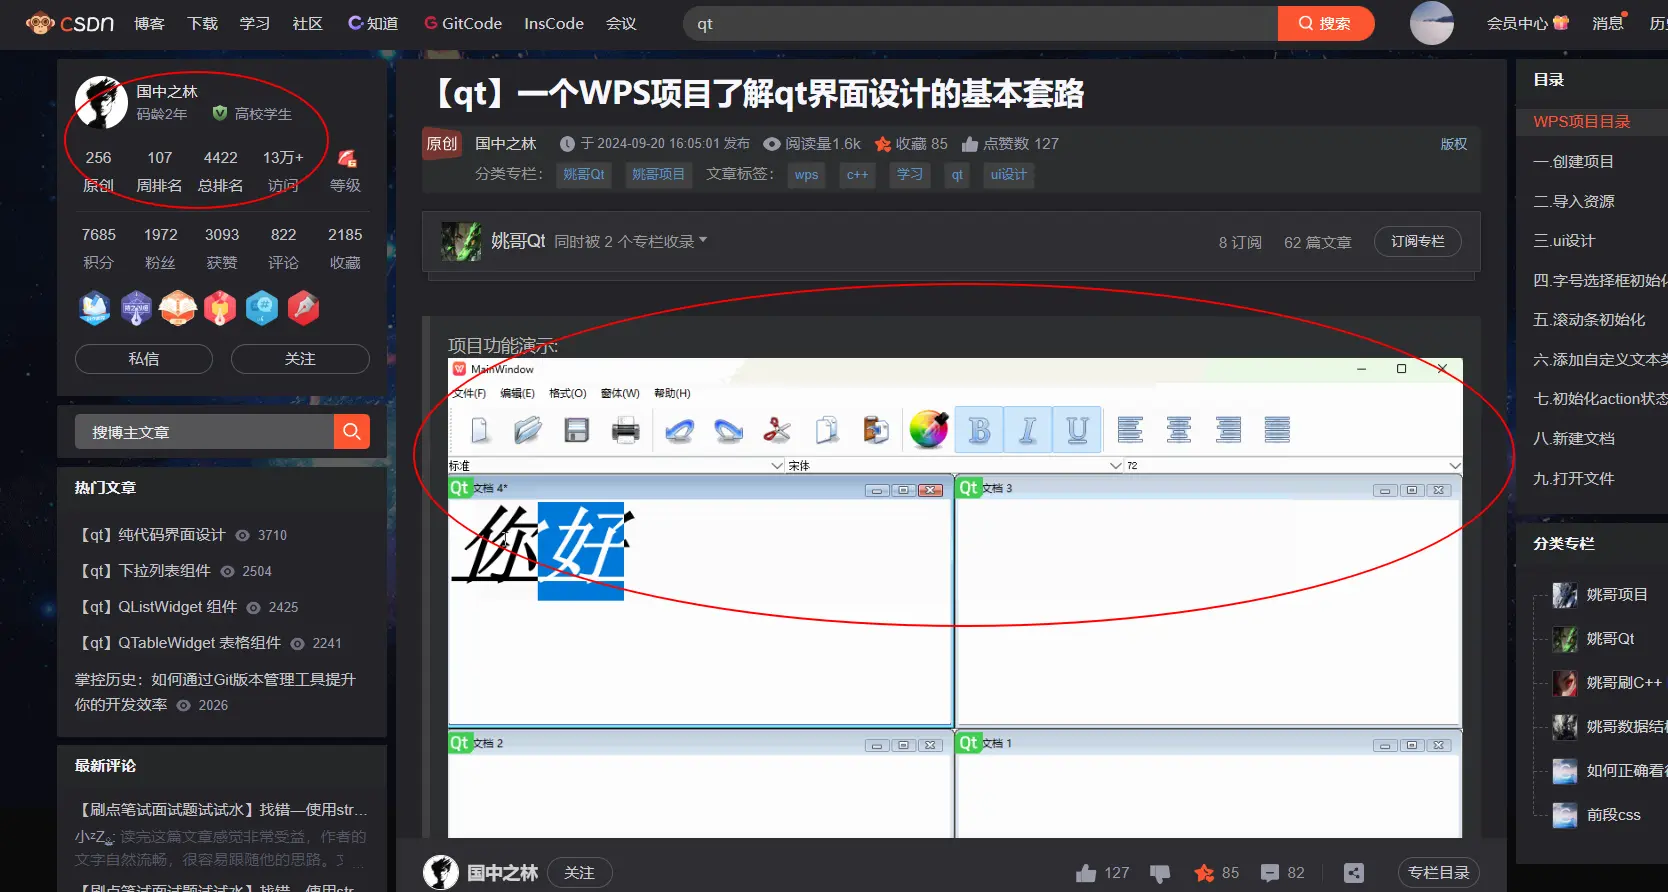 CSDN 博客 下载 学习 社区 C知道 GitCode InsCode 会议 qt 搜索 会员中心 消息
国中之林
码龄2年 高校学生
256 107 4422 13万+
原创 周排名 总排名 访问 等级
7685 1972 3093 822 2185
积分 粉丝 获赞 评论 收藏
私信 关注
搜博主文章
热门文章
【qt】纯代码界面设计 3710
【qt】下拉列表组件 2504
【qt】QListWidget 组件 2425
【qt】QTableWidget 表格组件 2241
掌控历史：如何通过Git版本管理工具提升
你的开发效率 2026
最新评论
【刷点笔试面试题试试水】找错—使用str...
读完这篇文章感觉非常受益，作者的
文字自然流畅，很容易跟随他的思路。文 ...
【刷点笔试面试题试试水】找错—使用str...
【qt】一个WPS项目了解qt界面设计的基本套路
原创 国中之林 于 2024-09-20 16:05:01 发布 阅读量1.6k 收藏 85 点赞数 127 版权
分类专栏： 姚哥Qt 姚哥项目 文章标签： wps c++ 学习 qt ui设计
姚哥Qt 同时被 2 个专栏收录 8 订阅 62 篇文章 订阅专栏
项目功能演示:
MainWindow
文件(F) 编辑(E) 格式(O) 窗体(W) 帮助(H)
B I U
标准 宋体 72
Qt 文档 4* Qt 文档 3
你好
Qt 文档 2 Qt 文档 1
国中之林 关注 127 85 82 专栏目录
目录
WPS项目目录
一.创建项目
二.导入资源
三.ui设计
四.字号选择框初始化
五.滚动条初始化
六.添加自定义文本类
七.初始化action状态
八.新建文档
九.打开文件
分类专栏
姚哥项目
姚哥Qt
姚哥刷C++
姚哥数据结构
如何正确看待
前段css